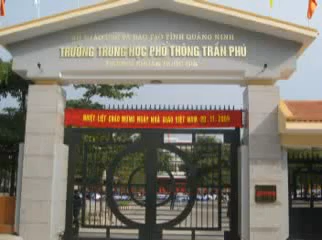 SỞ GIÁO DỤC VÀ ĐÀO TẠO TỈNH QUẢNG NINH
TRƯỜNG TRUNG HỌC PHỔ THÔNG TRẦN PHÚ
NHIỆT LIỆT CHÀO MỪNG NGÀY NHÀ GIÁO VIỆT NAM 20.11.2009